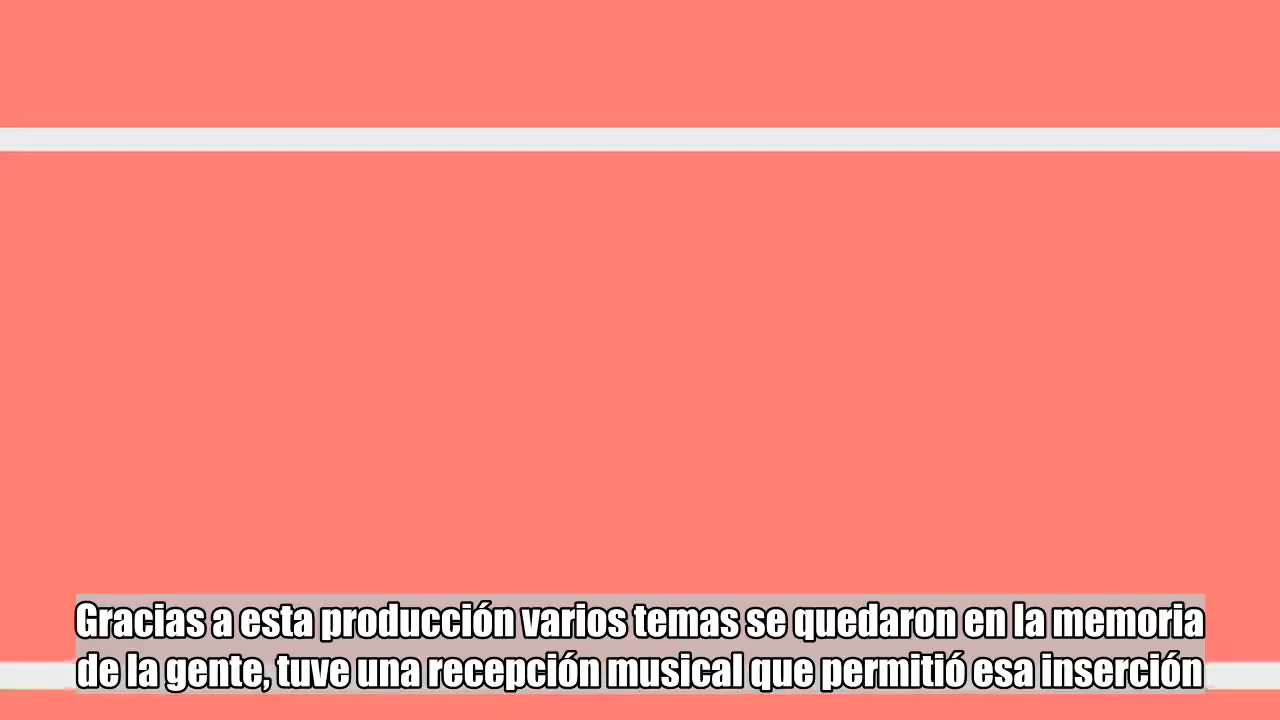 Gracias a esta producción varios temas se quedaron en la memoria
de la gente, tuve una recepción musical que permitió esa inserción